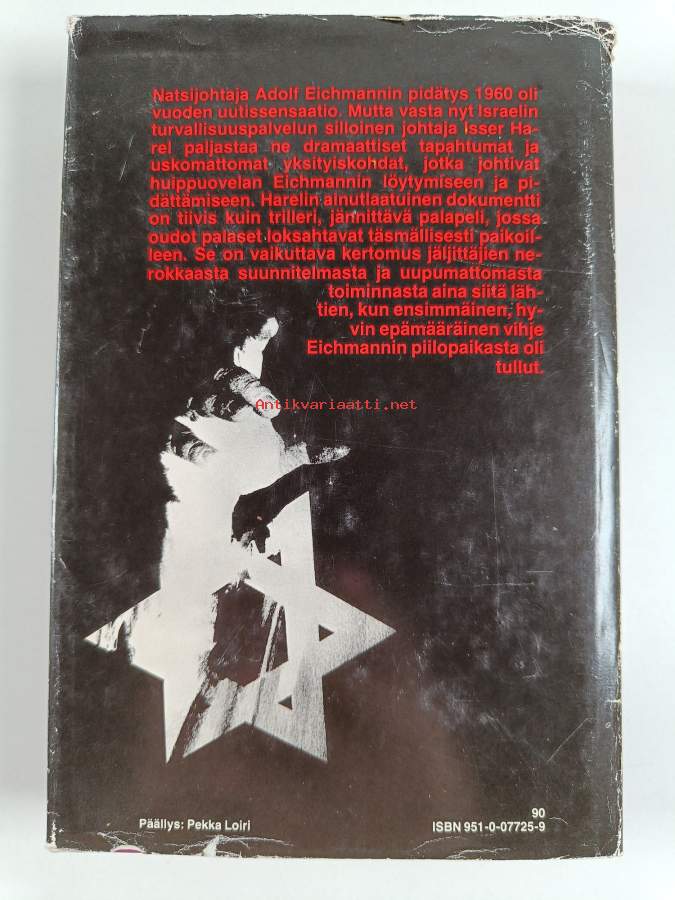 Natsijohtaja Adolf Eichmannin pidätys 1960 oli
vuoden uutissensaatio. Mutta vasta nyt Israelin
turvallisuuspalvelun silloinen johtaja Isser Ha-
rel paljastaa ne dramaattiset tapahtumat ja
uskomattomat yksityiskohdat, jotka johtivat
huippuovelan Eichmannin löytymiseen ja pi-
dättämiseen. Harelin ainutlaatuinen dokumentti
on tiivis kuin trilleri, jännittävä palapeli, jossa
oudot palaset loksahtavat täsmällisesti paikoil-
leen. Se on vaikuttava kertomus jäljittäjien ne-
rokkaasta suunnitelmasta ja uupumattomasta
toiminnasta aina siitä läh-
tien, kun ensimmäinen, hy-
vin epämääräinen vihje
Eichmannin piilopaikasta oli
tullut.
Antikvariaatti.net
Päällys: Pekka Loiri
90
ISBN 951-0-07725-9